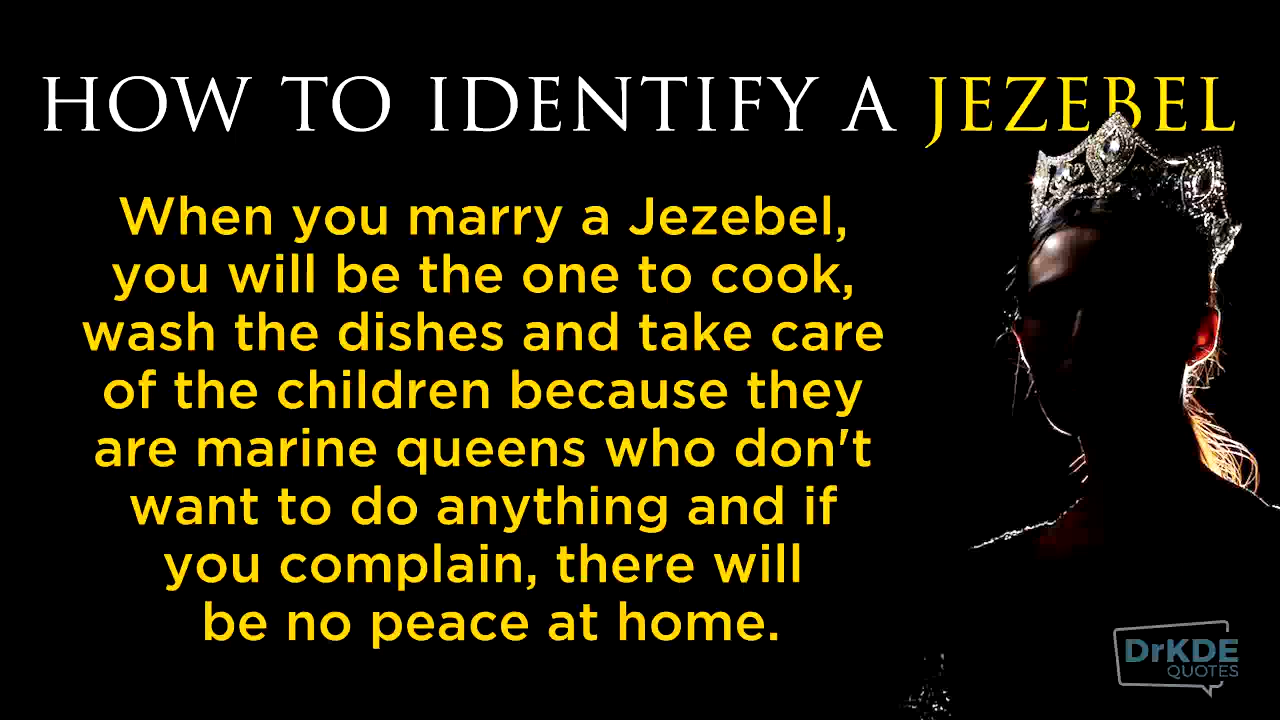 HOW TO IDENTIFY A JEZEBEL
When you marry a Jezebel,
you will be the one to cook,
wash the dishes and take care
of the children because they
are marine queens who don't
want to do anything and if
you complain, there will
be no peace at home.
DrKDE
QUOTES